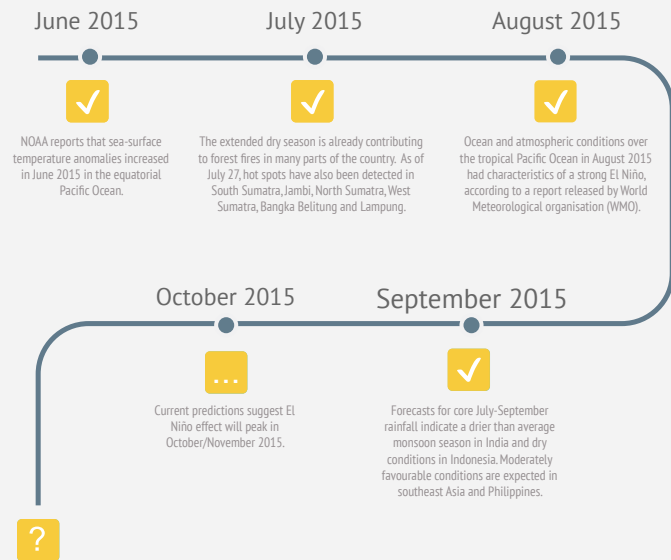 June 2015
July 2015
August 2015
NOAA reports that sea-surface
temperature anomalies increased
in June 2015 in the equatorial
Pacific Ocean.
The extended dry season is already contributing
to forest fires in many parts of the country. As of
July 27, hot spots have also been detected in
South Sumatra, Jambi, North Sumatra, West
Sumatra, Bangka Belitung and Lampung.
Ocean and atmospheric conditions over
the tropical Pacific Ocean in August 2015
had characteristics of a strong El Niño,
according to a report released by World
Meteorological organisation (WMO).
October 2015
September 2015
...
Current predictions suggest El
Niño effect will peak in
October/November 2015.
Forecasts for core July-September
rainfall indicate a drier than average
monsoon season in India and dry
conditions in Indonesia. Moderately
favourable conditions are expected in
southeast Asia and Philippines.
?